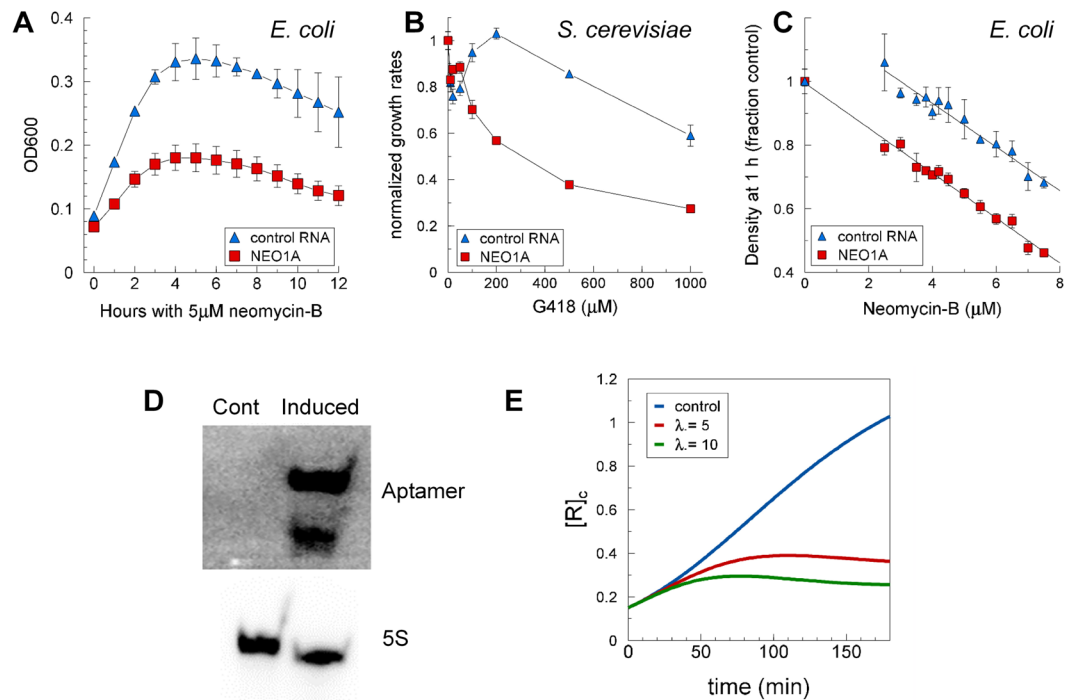 A
E. coli
OD600
0.4
0.3
0.2
0.1
0
control RNA
NEO1A
0 2 4 6 8 10 12
Hours with 5μM neomycin-B
B
S. cerevisiae
normalized growth rates
1
0.8
0.6
0.4
0.2
0
control RNA
NEO1A
0 200 400 600 800 1000
G418 (μM)
C
E. coli
Density at 1 h (fraction control)
1
0.8
0.6
0.4
control RNA
NEO1A
0 2 4 6 8
Neomycin-B (μM)
D
Cont Induced
Aptamer
5S
E
[R]c
1.2
1
0.8
0.6
0.4
0.2
0
control
λ- = 5
λ- = 10
0 50 100 150
time (min)